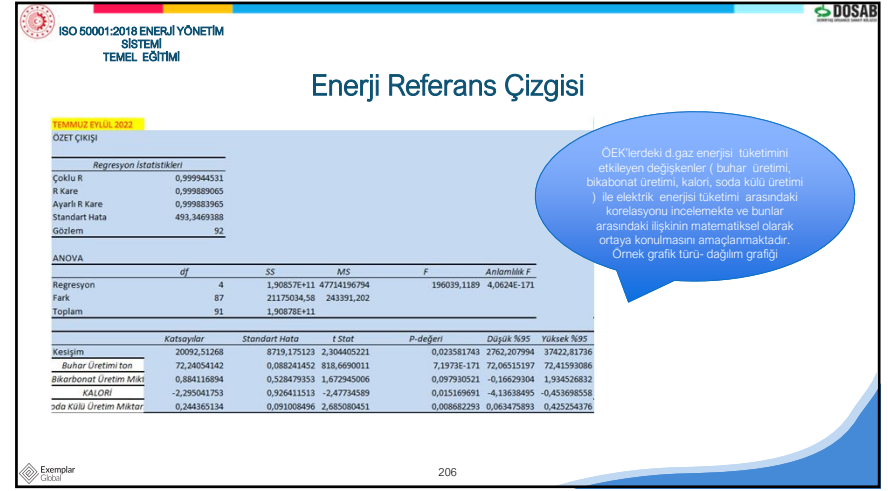 ISO 50001:2018 ENERJİ YÖNETİM
SİSTEMİ
TEMEL EĞİTİMİ
DOSAB
Enerji Referans Çizgisi
TEMMUZ EYLÜL 2022
ÖZET ÇIKIŞI
Regresyon İstatistikleri
Çoklu R 0,999944531
R Kare 0,999889065
Ayarlı R Kare 0,999883965
Standart Hata 493,3469388
Gözlem 92
ANOVA
df SS MS F Anlamlılık F
Regresyon 4 1,90857E+11 47714196794 196039,1189 4,0624E-171
Fark 87 21175034,58 243391,202
Toplam 91 1,90878E+11
Katsayılar Standart Hata t Stat P-değeri Düşük %95 Yüksek %95
Kesişim 20092,51268 8719,175123 2,304405221 0,023581743 2762,207994 37422,81736
Buhar Üretimi ton 72,24054142 0,088241452 818,6690011 7,1973E-171 72,06515197 72,41593086
Bikarbonat Üretim Mikt 0,884116894 0,528479353 1,672945006 0,097930521 -0,16629304 1,934526832
KALORİ -2,295041753 0,926411513 -2,47734589 0,015169691 -4,13638495 -0,453698558
oda Külü Üretim Miktar 0,244365134 0,091008496 2,685080451 0,008682293 0,063475893 0,425254376
ÖEK'lerdeki d.gaz enerjisi tüketimini
etkileyen değişkenler ( buhar üretimi,
bikabonat üretimi, kalori, soda külü üretimi
) ile elektrik enerjisi tüketimi arasındaki
korelasyonu incelemekte ve bunlar
arasındaki ilişkinin matematiksel olarak
ortaya konulmasını amaçlanmaktadır.
Örnek grafik türü- dağılım grafiği
Exemplar
Global
206